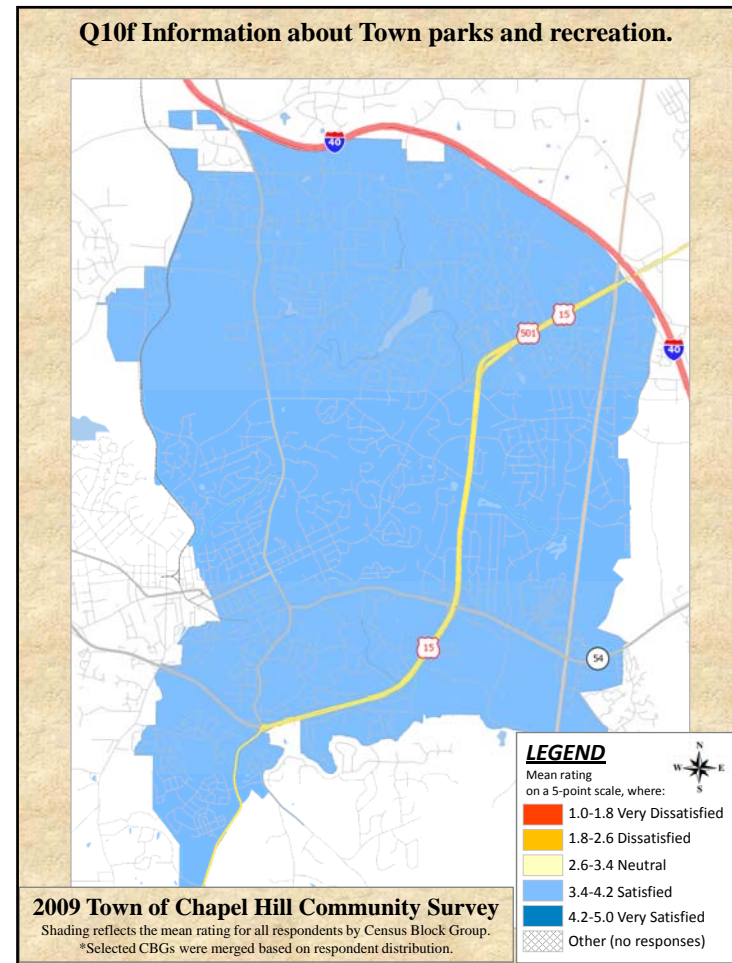 Q10f Information about Town parks and recreation.
40
15
501
40
15
54
LEGEND
N
W E
S
Mean rating
on a 5-point scale, where:
1.0-1.8 Very Dissatisfied
1.8-2.6 Dissatisfied
2.6-3.4 Neutral
3.4-4.2 Satisfied
4.2-5.0 Very Satisfied
Other (no responses)
2009 Town of Chapel Hill Community Survey
Shading reflects the mean rating for all respondents by Census Block Group.
*Selected CBGs were merged based on respondent distribution.